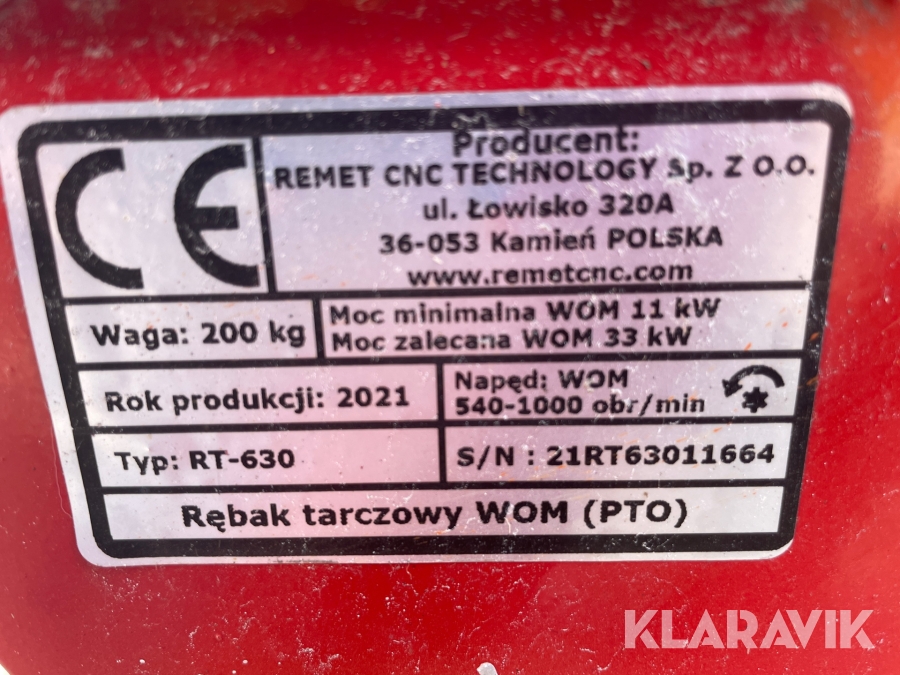 CE
Producent:
REMET CNC TECHNOLOGY Sp. Z O.O.
ul. Łowisko 320A
36-053 Kamień POLSKA
www.remetcnc.com
Waga: 200 kg
Moc minimalna WOM 11 kW
Moc zalecana WOM 33 kW
Rok produkcji: 2021
Napęd: WOM
540-1000 obr/min
Typ: RT-630
S/N : 21RT63011664
Rębak tarczowy WOM (PTO)
KLARAVIK